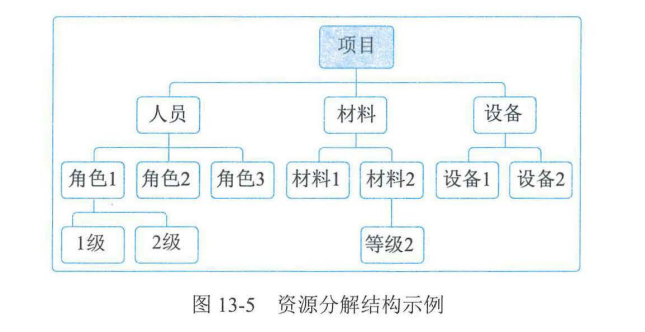 项目
人员 材料 设备
角色1 角色2 角色3 材料1 材料2 设备1 设备2
1级 2级 等级2
图 13-5 资源分解结构示例